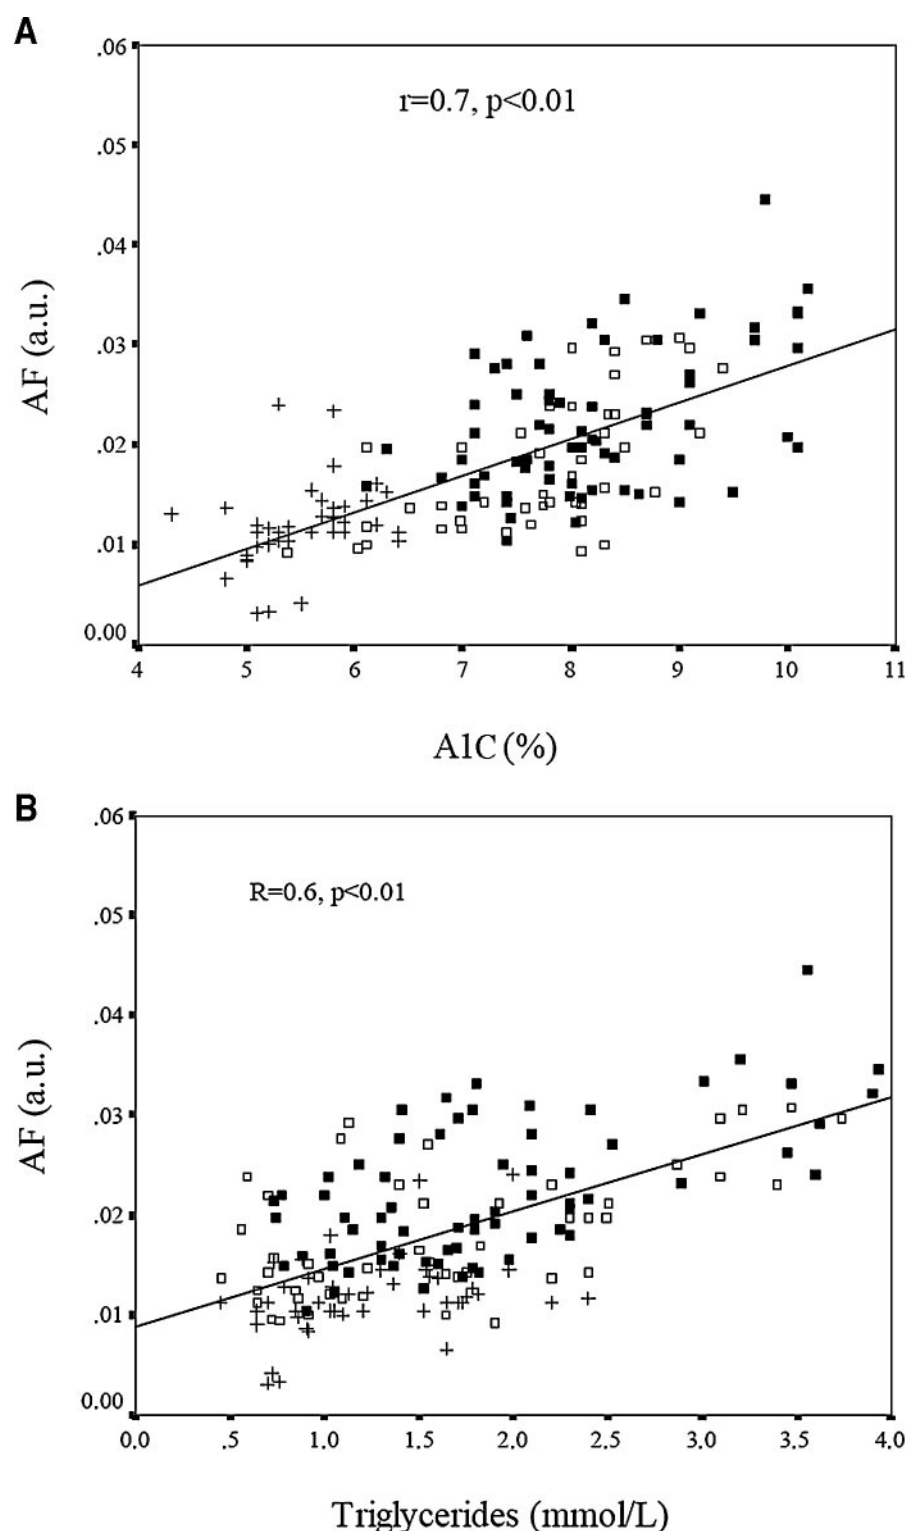 A
.06
r=0.7, p<0.01
.05
.04
AF (a.u.)
.03
.02
.01
0.00
4 5 6 7 8 9 10 11
A1C (%)
B
.06
R=0.6, p<0.01
.05
.04
AF (a.u.)
.03
.02
.01
0.00
0.0 .5 1.0 1.5 2.0 2.5 3.0 3.5 4.0
Triglycerides (mmol/L)